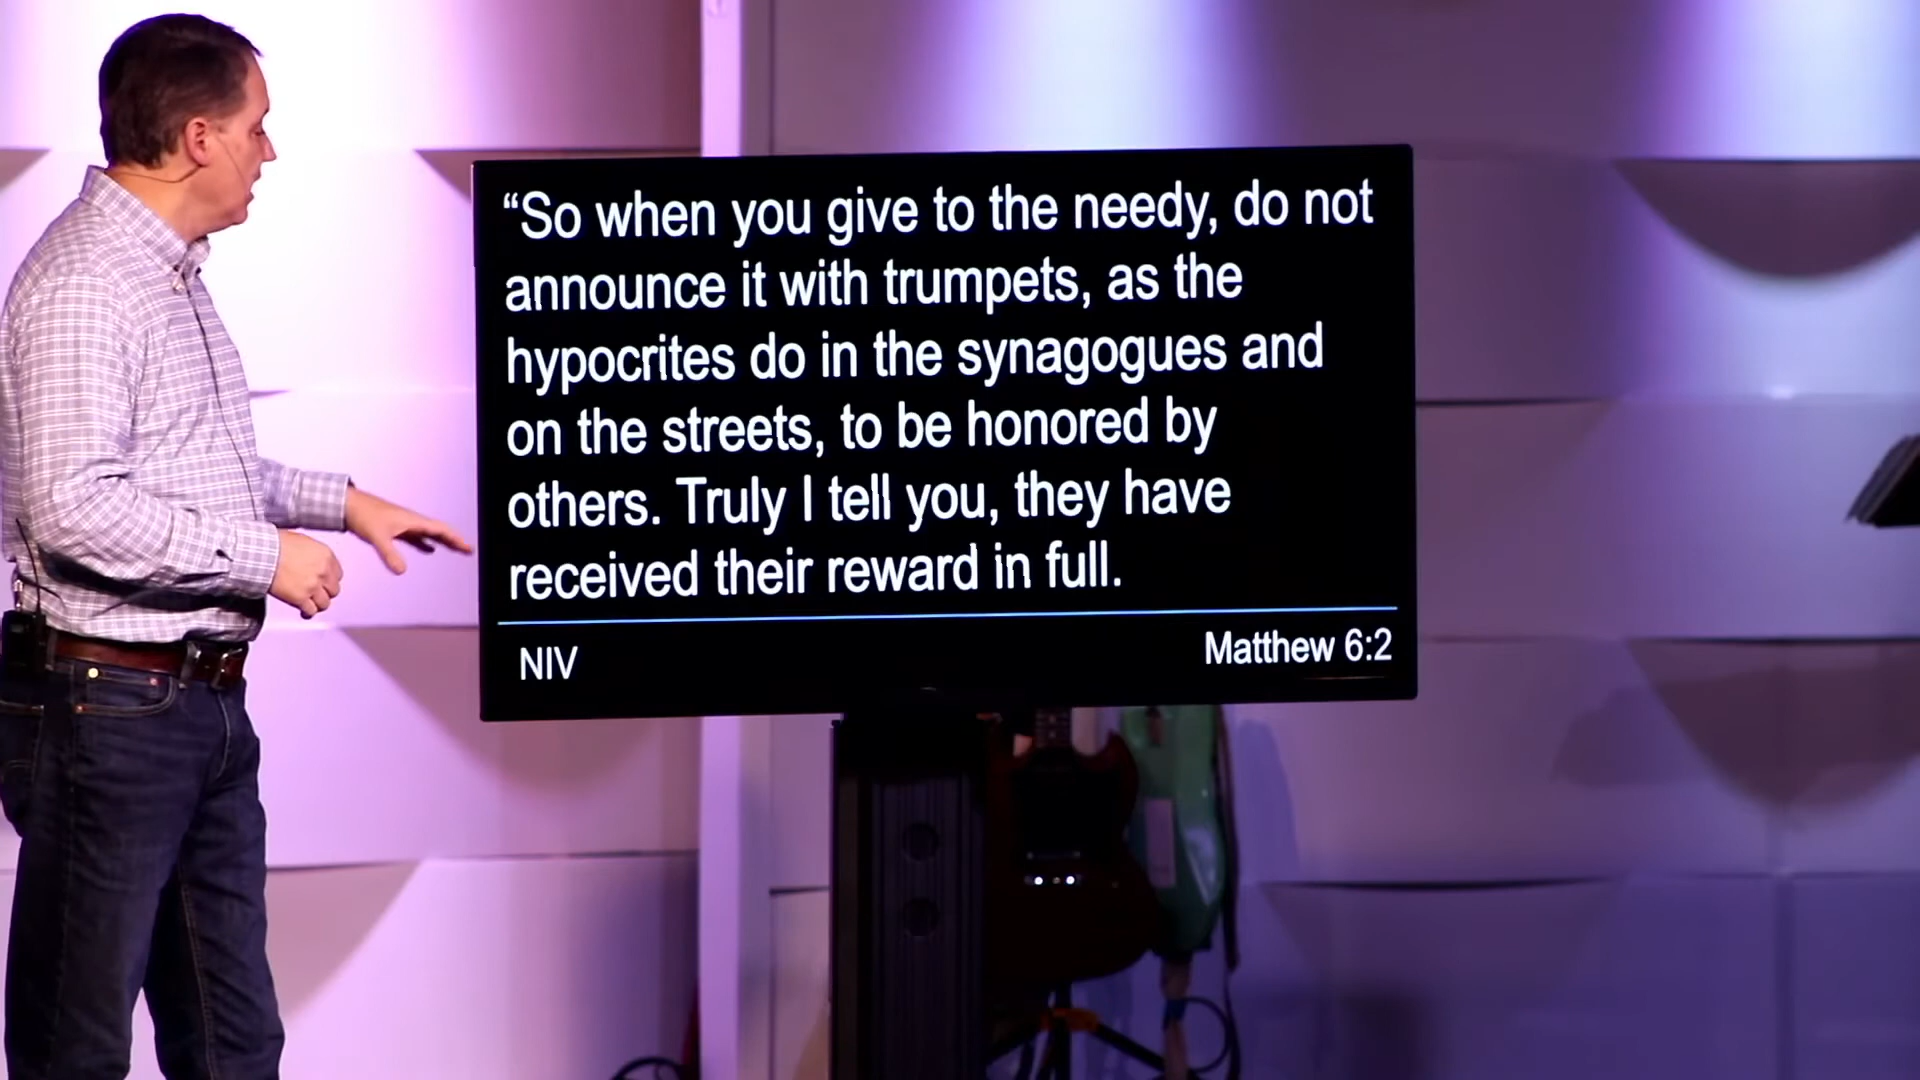 “So when you give to the needy, do not
announce it with trumpets, as the
hypocrites do in the synagogues and
on the streets, to be honored by
others. Truly I tell you, they have
received their reward in full.
NIV
Matthew 6:2